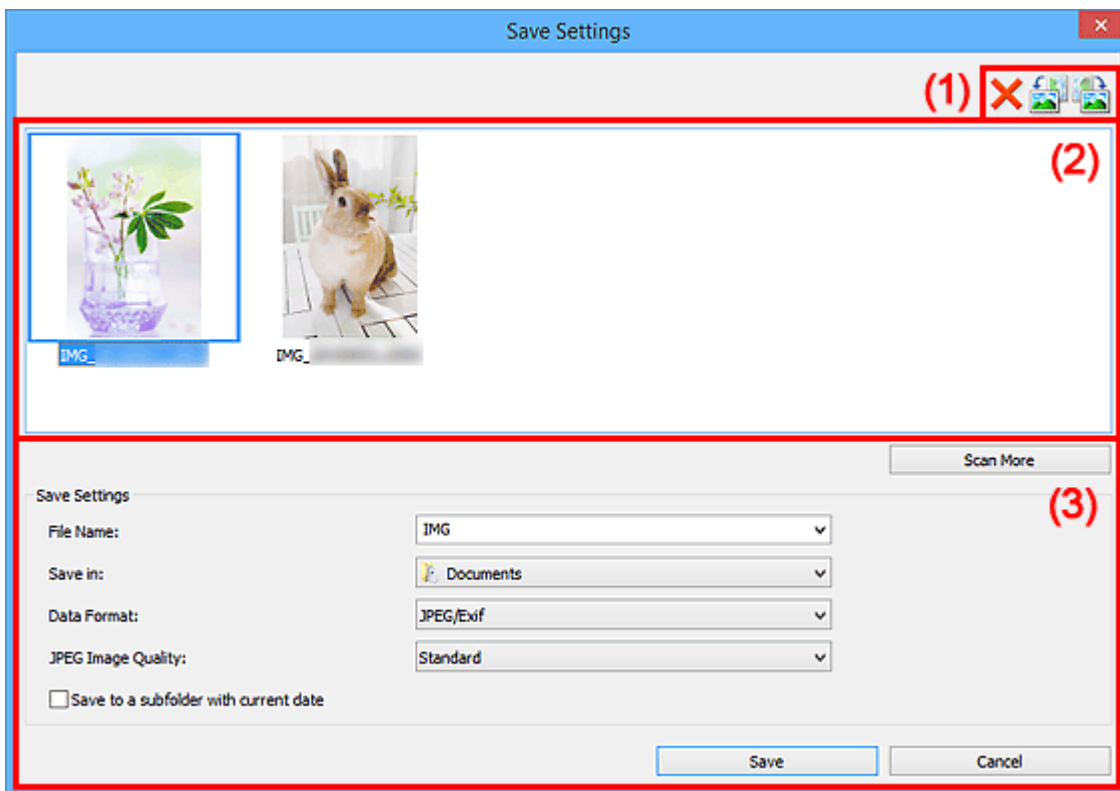 Save Settings
(1)
(2)
IMG_
IMG_
Scan More
Save Settings
(3)
File Name: IMG
Save in: Documents
Data Format: JPEG/Exif
JPEG Image Quality: Standard
Save to a subfolder with current date
Save Cancel